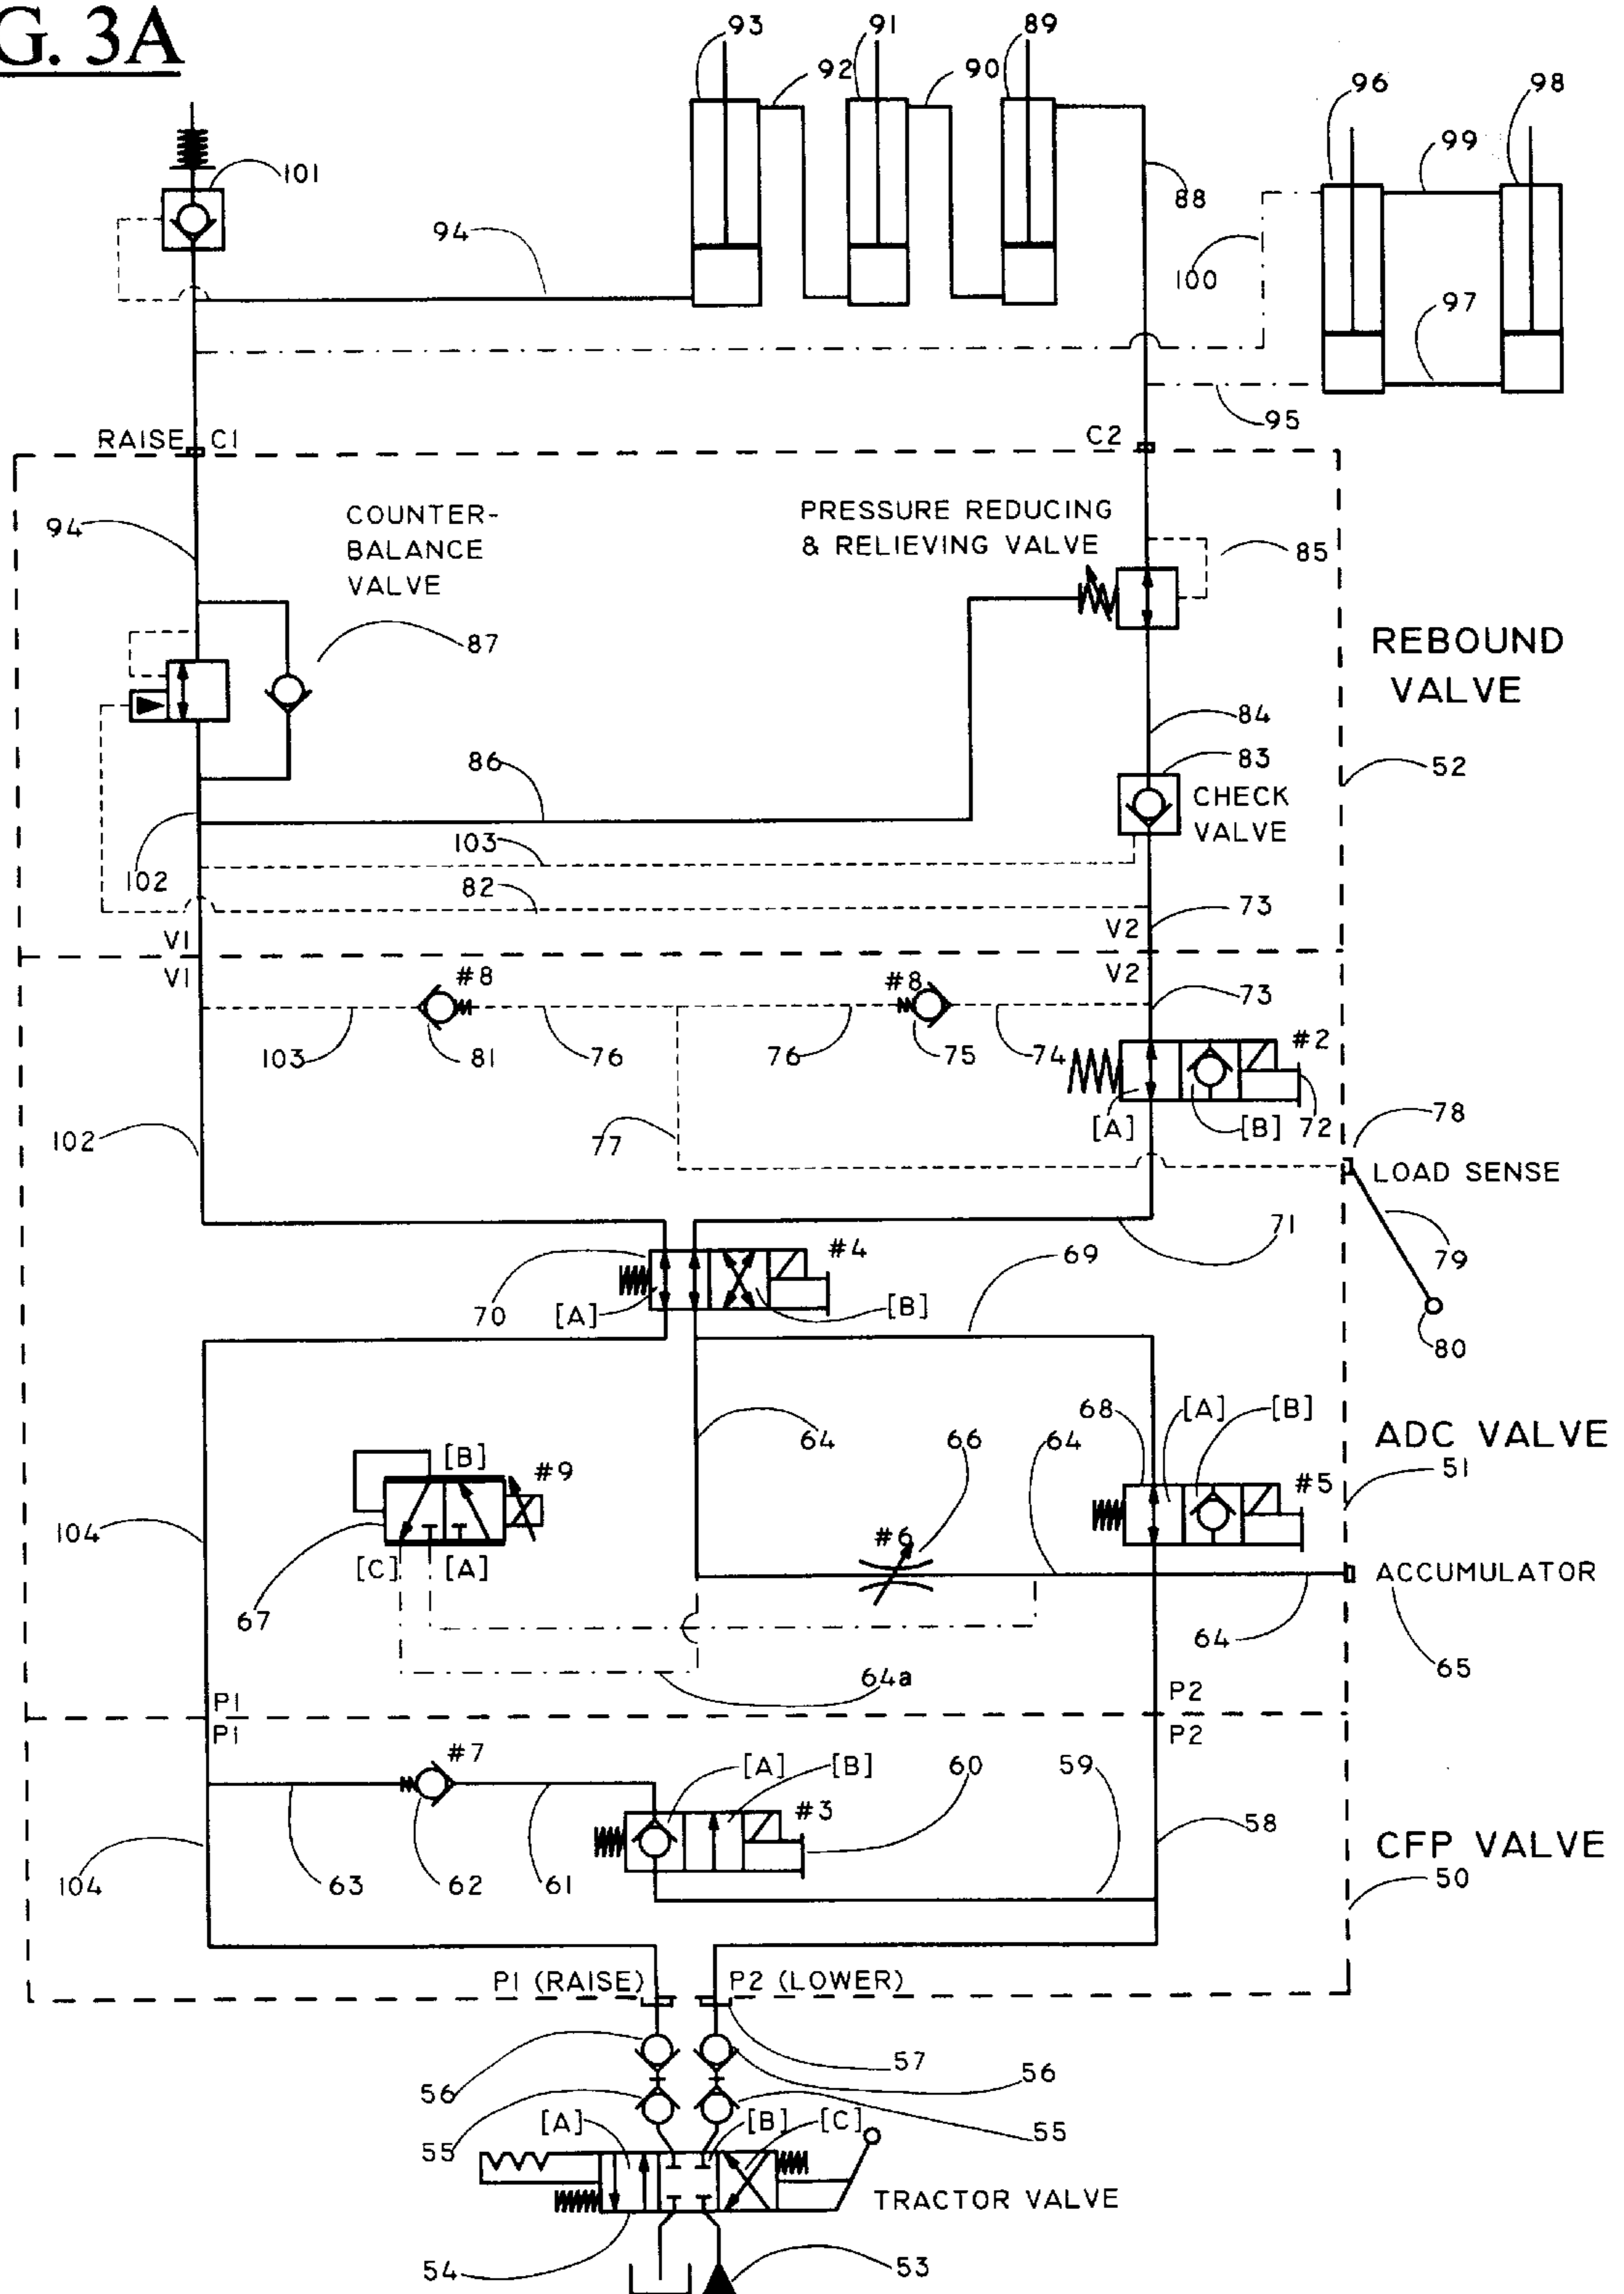 G. 3A
93
91
89
92
90
96
98
99
101
88
94
100
97
95
RAISE C1
C2
94
COUNTER-
BALANCE
VALVE
PRESSURE REDUCING
& RELIEVING VALVE
85
87
REBOUND
VALVE
84
86
83
52
CHECK
VALVE
103
102
82
73
V1
V2
V1
V2
#8
#8
73
103
81
76
76
75
74
#2
[A]
[B]
72
78
102
77
LOAD SENSE
71
79
#4
69
70
[A]
[B]
80
68
[A]
[B]
64
66
64
ADC VALVE
51
[B]
#9
#5
104
#6
[C]
[A]
ACCUMULATOR
67
64
65
64a
P1
P2
P1
P2
#7
[A]
[B]
60
59
#3
58
CFP VALVE
50
104
63
62
61
P1 (RAISE)
P2 (LOWER)
57
56
56
[A]
[B]
[C]
55
55
TRACTOR VALVE
54
53